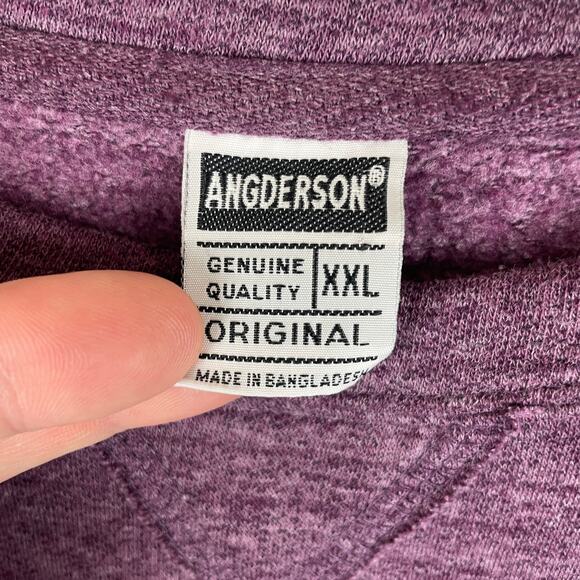 ANGDERSON®
GENUINE
QUALITY
XXL
ORIGINAL
MADE IN BANGLADESH